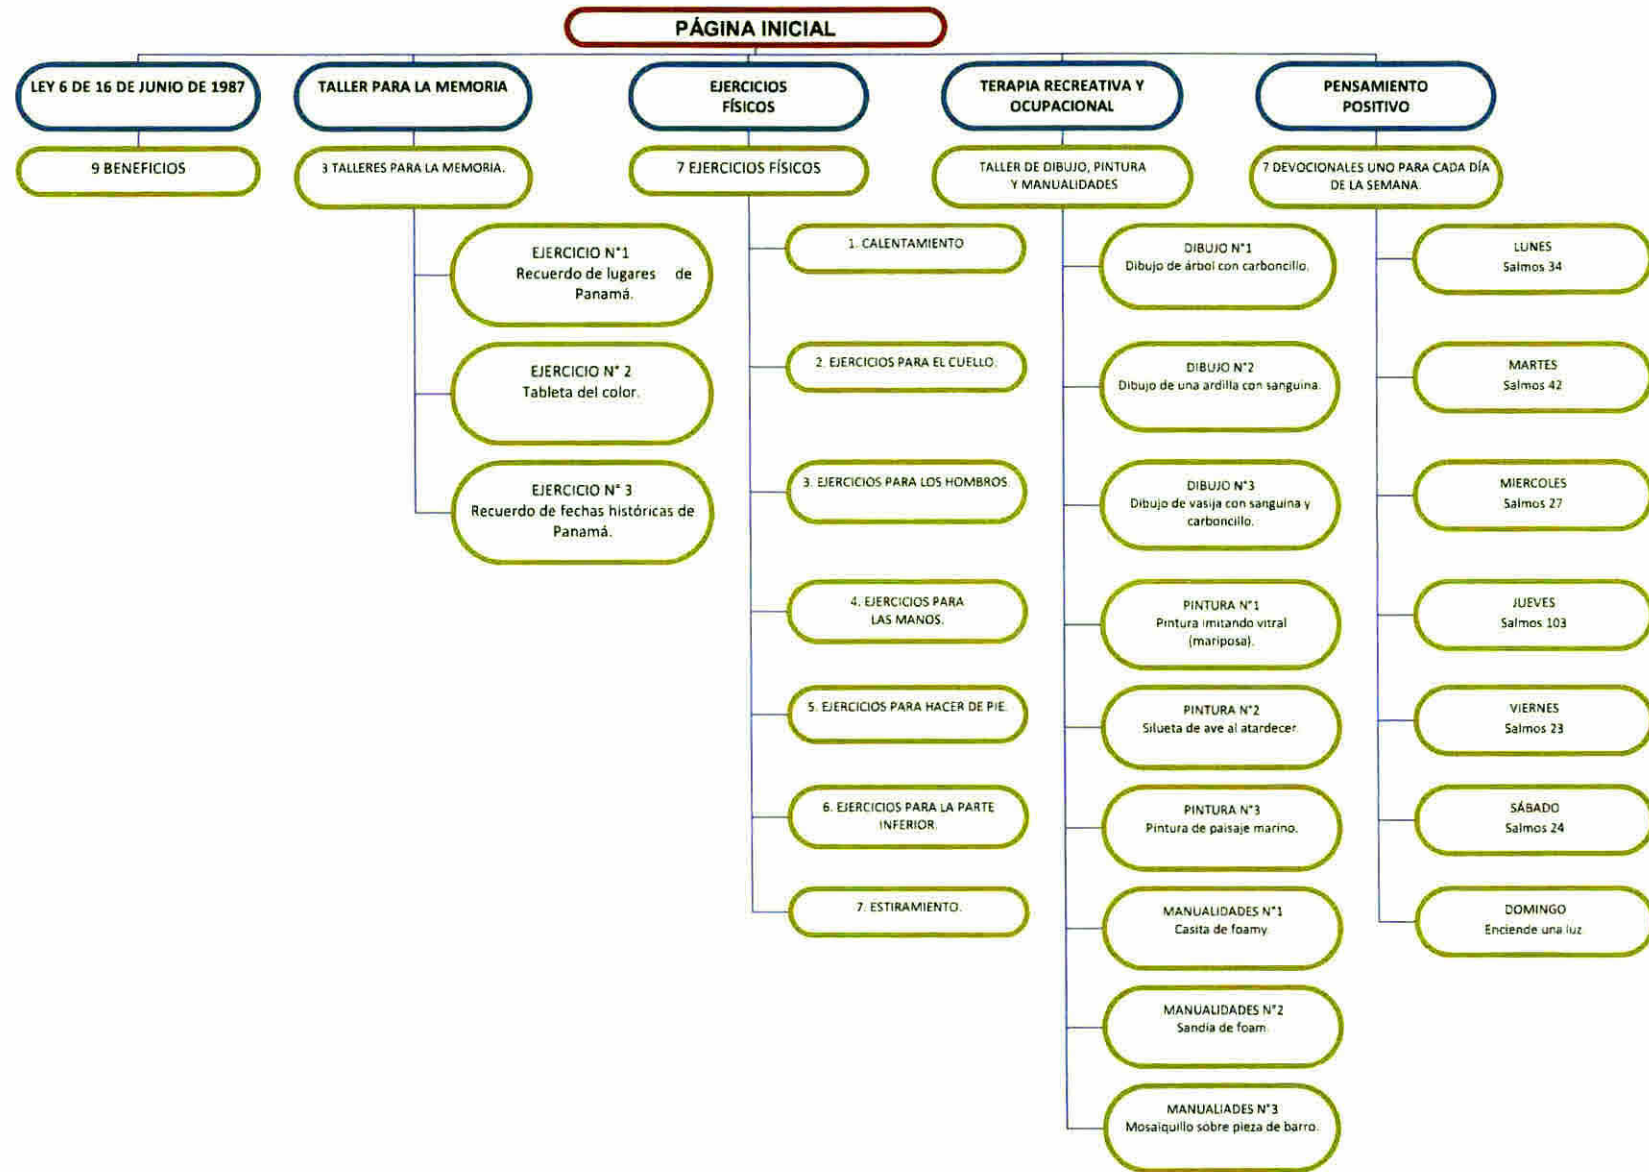 PÁGINA INICIAL
LEY 6 DE 16 DE JUNIO DE 1987
9 BENEFICIOS
TALLER PARA LA MEMORIA
3 TALLERES PARA LA MEMORIA.
EJERCICIO N°1
Recuerdo de lugares de
Panamá.
EJERCICIO N° 2
Tableta del color.
EJERCICIO N° 3
Recuerdo de fechas históricas de
Panamá.
EJERCICIOS
FÍSICOS
7 EJERCICIOS FÍSICOS
1. CALENTAMIENTO
2. EJERCICIOS PARA EL CUELLO.
3. EJERCICIOS PARA LOS HOMBROS.
4. EJERCICIOS PARA
LAS MANOS.
5. EJERCICIOS PARA HACER DE PIE.
6. EJERCICIOS PARA LA PARTE
INFERIOR.
7. ESTIRAMIENTO.
TERAPIA RECREATIVA Y
OCUPACIONAL
TALLER DE DIBUJO, PINTURA
Y MANUALIDADES
DIBUJO N°1
Dibujo de árbol con carboncillo.
DIBUJO N°2
Dibujo de una ardilla con sanguina.
DIBUJO N°3
Dibujo de vasija con sanguina y
carboncillo.
PINTURA N°1
Pintura imitando vitral
(mariposa).
PINTURA N°2
Silueta de ave al atardecer.
PINTURA N°3
Pintura de paisaje marino.
MANUALIDADES N°1
Casita de foamy.
MANUALIDADES N°2
Sandía de foam.
MANUALIADES N°3
Mosaiquillo sobre pieza de barro.
PENSAMIENTO
POSITIVO
7 DEVOCIONALES UNO PARA CADA DÍA
DE LA SEMANA.
LUNES
Salmos 34
MARTES
Salmos 42
MIERCOLES
Salmos 27
JUEVES
Salmos 103
VIERNES
Salmos 23
SÁBADO
Salmos 24
DOMINGO
Enciende una luz